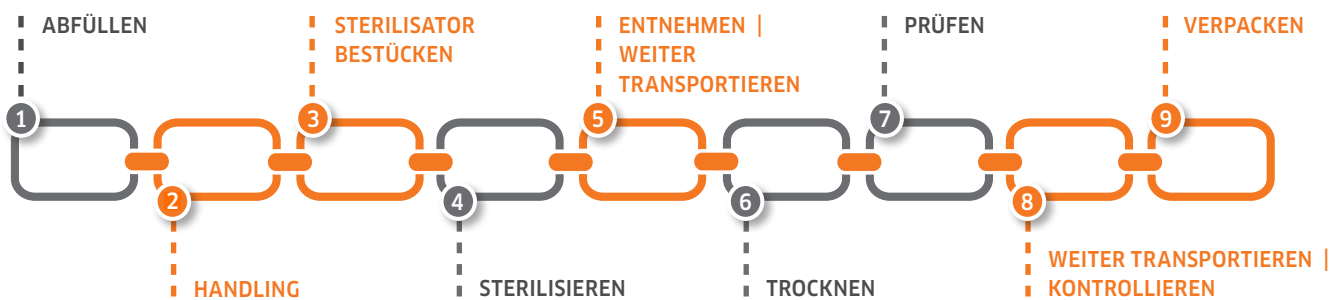 1
ABFÜLLEN
2
HANDLING
3
STERILISATOR
BESTÜCKEN
4
STERILISIEREN
5
ENTNEHMEN |
WEITER
TRANSPORTIEREN
6
TROCKNEN
7
PRÜFEN
8
WEITER TRANSPORTIEREN |
KONTROLLIEREN
9
VERPACKEN